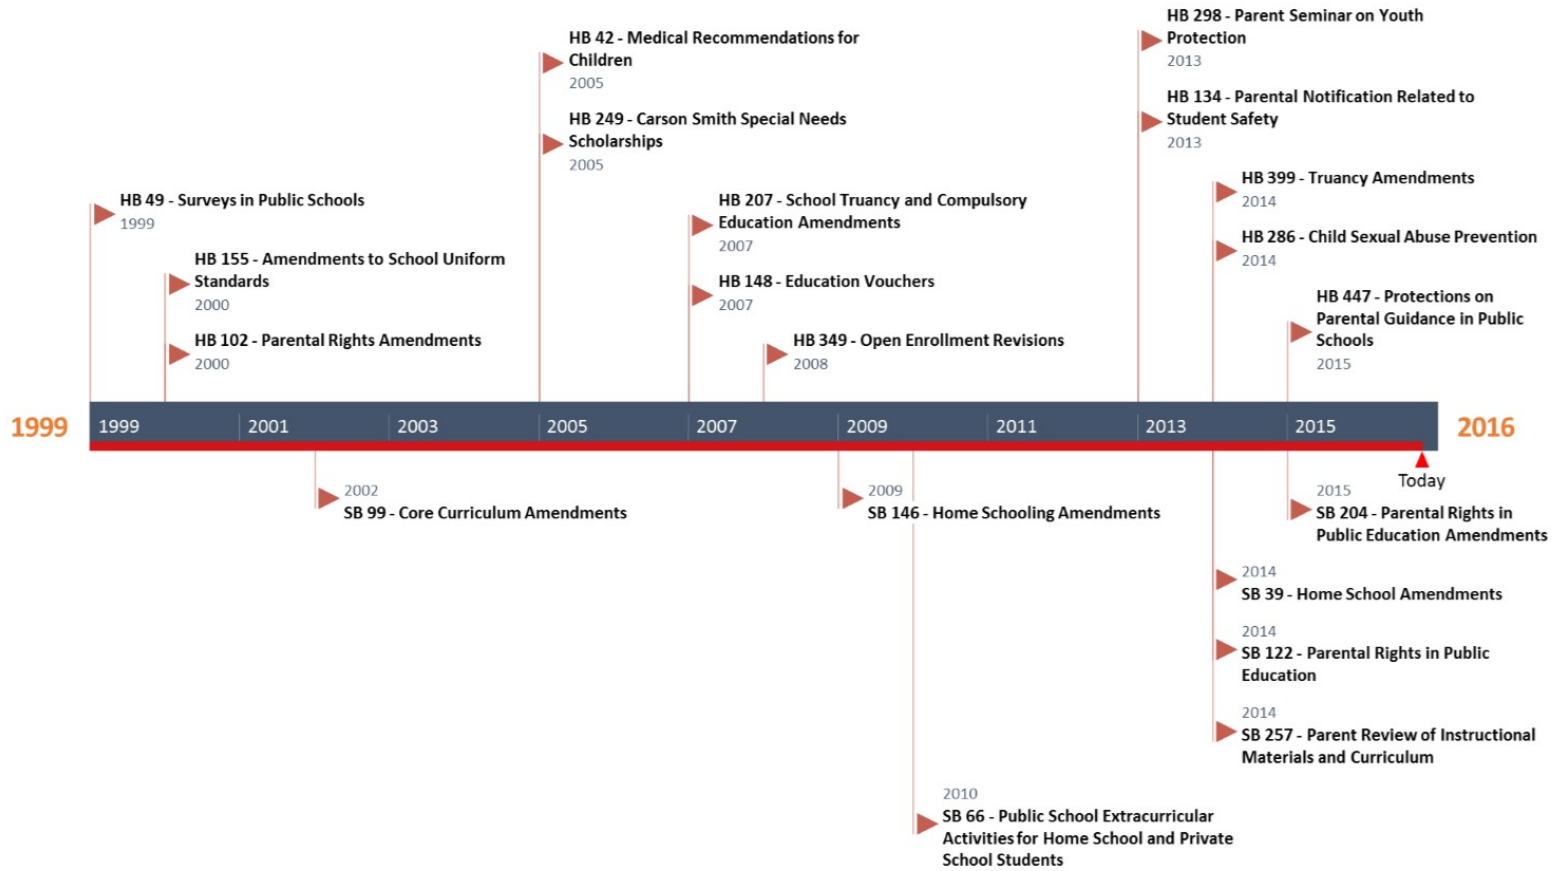 HB 298 - Parent Seminar on Youth
Protection
2013
HB 42 - Medical Recommendations for
Children
2005
HB 134 - Parental Notification Related to
Student Safety
2013
HB 249 - Carson Smith Special Needs
Scholarships
2005
HB 399 - Truancy Amendments
2014
HB 49 - Surveys in Public Schools
1999
HB 207 - School Truancy and Compulsory
Education Amendments
2007
HB 286 - Child Sexual Abuse Prevention
2014
HB 155 - Amendments to School Uniform
Standards
2000
HB 148 - Education Vouchers
2007
HB 447 - Protections on
Parental Guidance in Public
Schools
2015
HB 102 - Parental Rights Amendments
2000
HB 349 - Open Enrollment Revisions
2008
1999 1999 2001 2003 2005 2007 2009 2011 2013 2015 2016
Today
2002
SB 99 - Core Curriculum Amendments
2009
SB 146 - Home Schooling Amendments
2015
SB 204 - Parental Rights in
Public Education Amendments
2014
SB 39 - Home School Amendments
2014
SB 122 - Parental Rights in Public
Education
2014
SB 257 - Parent Review of Instructional
Materials and Curriculum
2010
SB 66 - Public School Extracurricular
Activities for Home School and Private
School Students